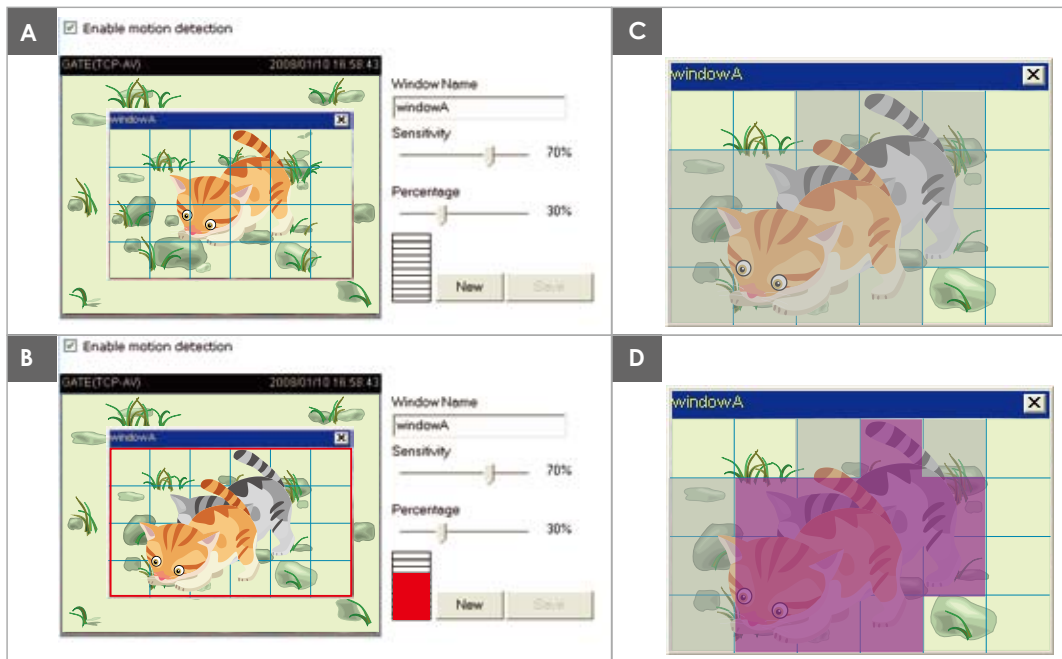 A
Enable motion detection
GATE(TCP-AV) 2008/01/10 16:58:43
windowA
Window Name
windowA
Sensitivity
70%
Percentage
30%
New Save
C
windowA
B
Enable motion detection
GATE(TCP-AV) 2008/01/10 16:58:43
windowA
Window Name
windowA
Sensitivity
70%
Percentage
30%
New Save
D
windowA